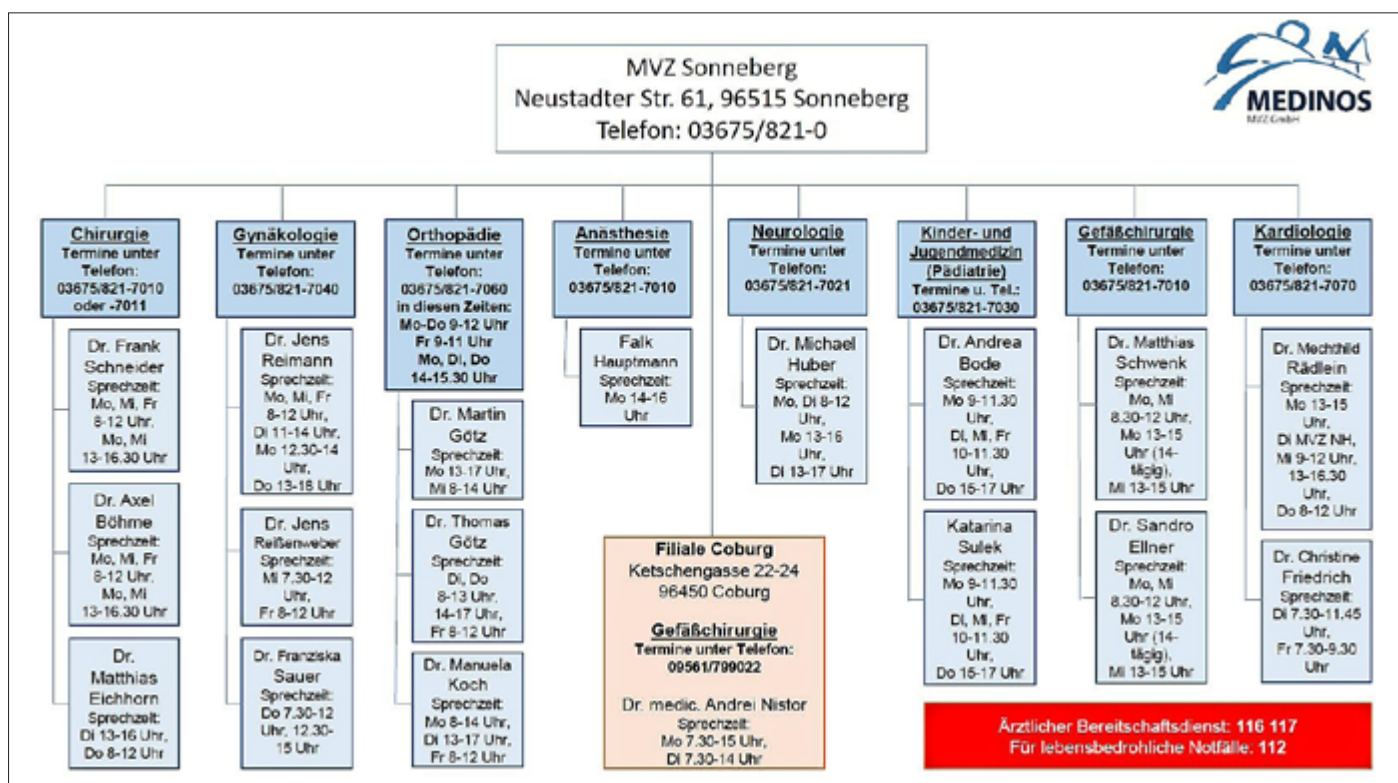 MVZ Sonneberg
Neustadter Str. 61, 96515 Sonneberg
Telefon: 03675/821-0
MEDINOS
MVZ GmbH
Chirurgie
Termine unter
Telefon:
03675/821-7010
oder -7011
Dr. Frank
Schneider
Sprechzeit:
Mo, Mi, Fr
8-12 Uhr,
Mo, Mi
13-16.30 Uhr
Dr. Axel
Böhme
Sprechzeit:
Mo, Mi, Fr
8-12 Uhr,
Mo, Mi
13-16.30 Uhr
Dr.
Matthias
Eichhorn
Sprechzeit:
Di 13-16 Uhr,
Do 8-12 Uhr
Gynäkologie
Termine unter
Telefon:
03675/821-7040
Dr. Jens
Reimann
Sprechzeit:
Mo, Mi, Fr
8-12 Uhr,
Di 11-14 Uhr,
Mo 12.30-14
Uhr,
Do 13-16 Uhr
Dr. Jens
Reißenweber
Sprechzeit:
Mi 7.30-12
Uhr,
Fr 8-12 Uhr
Dr. Franziska
Sauer
Sprechzeit:
Do 7.30-12
Uhr, 12.30-
15 Uhr
Orthopädie
Termine unter
Telefon:
03675/821-7060
in diesen Zeiten:
Mo-Do 9-12 Uhr
Fr 9-11 Uhr
Mo, Di, Do
14-15.30 Uhr
Dr. Martin
Götz
Sprechzeit:
Mo 13-17 Uhr,
Mi 8-14 Uhr
Dr. Thomas
Götz
Sprechzeit:
Di, Do
8-13 Uhr,
14-17 Uhr,
Fr 8-12 Uhr
Dr. Manuela
Koch
Sprechzeit:
Mo 8-14 Uhr,
Di 13-17 Uhr,
Fr 8-12 Uhr
Anästhesie
Termine unter
Telefon:
03675/821-7010
Falk
Hauptmann
Sprechzeit:
Mo 14-16
Uhr
Filiale Coburg
Ketschengasse 22-24
96450 Coburg
Gefäßchirurgie
Termine unter Telefon:
09561/799022
Dr. medic. Andrei Nistor
Sprechzeit:
Mo 7.30-15 Uhr,
Di 7.30-14 Uhr
Neurologie
Termine unter
Telefon:
03675/821-7021
Dr. Michael
Huber
Sprechzeit:
Mo, Di 8-12
Uhr,
Mo 13-16
Uhr,
Di 13-17 Uhr
Kinder- und
Jugendmedizin
(Pädiatrie)
Termine u. Tel.:
03675/821-7030
Dr. Andrea
Bode
Sprechzeit:
Mo 9-11.30
Uhr,
Di, Mi, Fr
10-11.30 Uhr,
Do 15-17 Uhr
Katarina
Sulek
Sprechzeit:
Mo 9-11.30
Uhr,
Di, Mi, Fr
10-11.30
Uhr,
Do 15-17 Uhr
Gefäßchirurgie
Termine unter
Telefon:
03675/821-7010
Dr. Matthias
Schwenk
Sprechzeit:
Mo, Mi
8.30-12 Uhr,
Mo 13-15
Uhr (14-
tägig),
Mi 13-15 Uhr
Dr. Sandro
Ellner
Sprechzeit:
Mo, Mi
8.30-12 Uhr,
Mo 13-15
Uhr (14-
tägig),
Mi 13-15 Uhr
Kardiologie
Termine unter
Telefon:
03675/821-7070
Dr. Mechthild
Rädlein
Sprechzeit:
Mo 13-15
Uhr,
Di MVZ NH,
Mi 9-12 Uhr,
13-16.30
Uhr,
Do 8-12 Uhr
Dr. Christine
Friedrich
Sprechzeit:
Di 7.30-11.45
Uhr,
Fr 7.30-9.30
Uhr
Ärztlicher Bereitschaftsdienst: 116 117
Für lebensbedrohliche Notfälle: 112